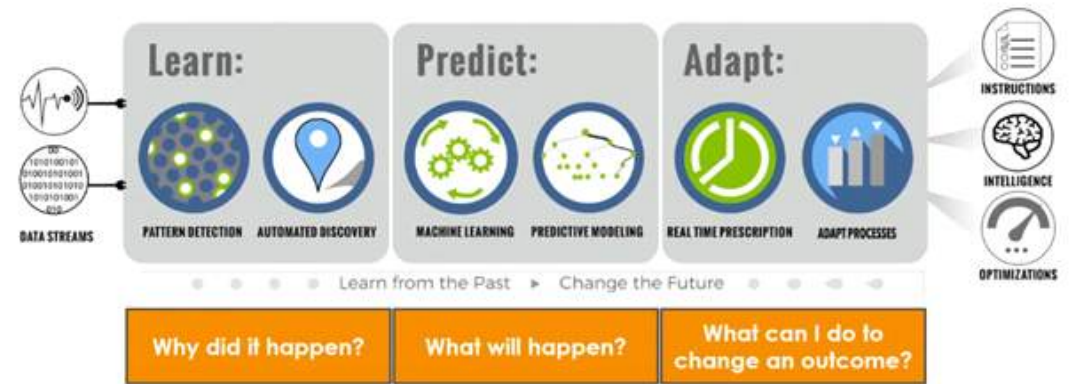 Learn:
Predict:
Adapt:
DATA STREAMS
PATTERN DETECTION
AUTOMATED DISCOVERY
MACHINE LEARNING
PREDICTIVE MODELING
REAL TIME PRESCRIPTION
ADAPT PROCESSES
INSTRUCTIONS
INTELLIGENCE
OPTIMIZATIONS
Learn from the Past ▸ Change the Future
Why did it happen?
What will happen?
What can I do to
change an outcome?